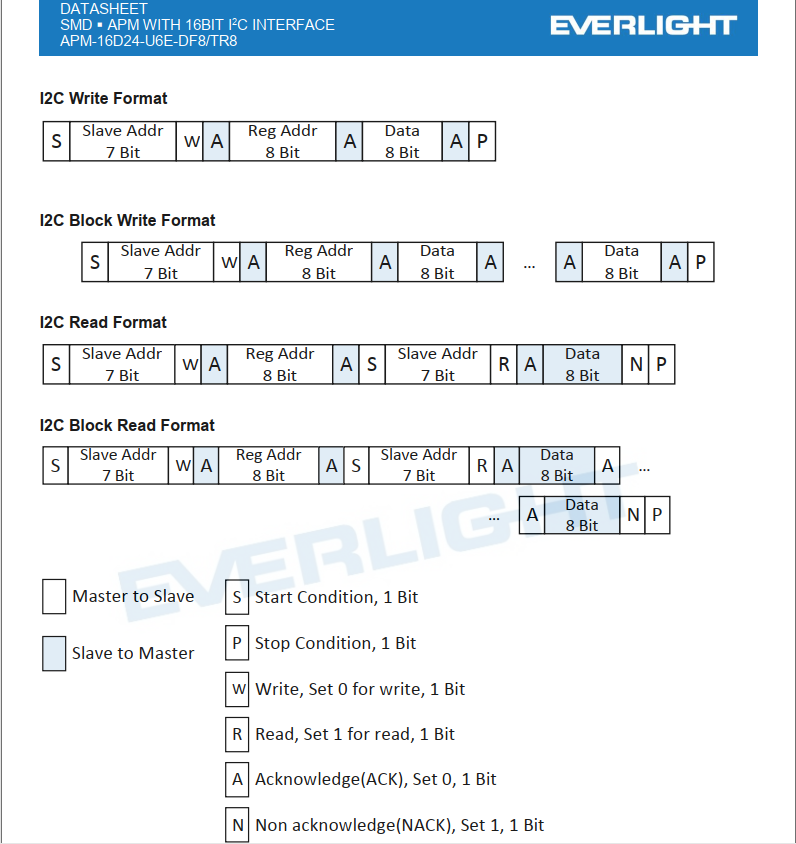 DATASHEET
SMD ▪ APM WITH 16BIT I²C INTERFACE
APM-16D24-U6E-DF8/TR8
EVERLIGHT
I2C Write Format
S Slave Addr 7 Bit W A Reg Addr 8 Bit A Data 8 Bit A P
I2C Block Write Format
S Slave Addr 7 Bit W A Reg Addr 8 Bit A Data 8 Bit A ... A Data 8 Bit A P
I2C Read Format
S Slave Addr 7 Bit W A Reg Addr 8 Bit A S Slave Addr 7 Bit R A Data 8 Bit N P
I2C Block Read Format
S Slave Addr 7 Bit W A Reg Addr 8 Bit A S Slave Addr 7 Bit R A Data 8 Bit A ...
... A Data 8 Bit N P
EVERLIGHT
Master to Slave
Slave to Master
S Start Condition, 1 Bit
P Stop Condition, 1 Bit
W Write, Set 0 for write, 1 Bit
R Read, Set 1 for read, 1 Bit
A Acknowledge(ACK), Set 0, 1 Bit
N Non acknowledge(NACK), Set 1, 1 Bit